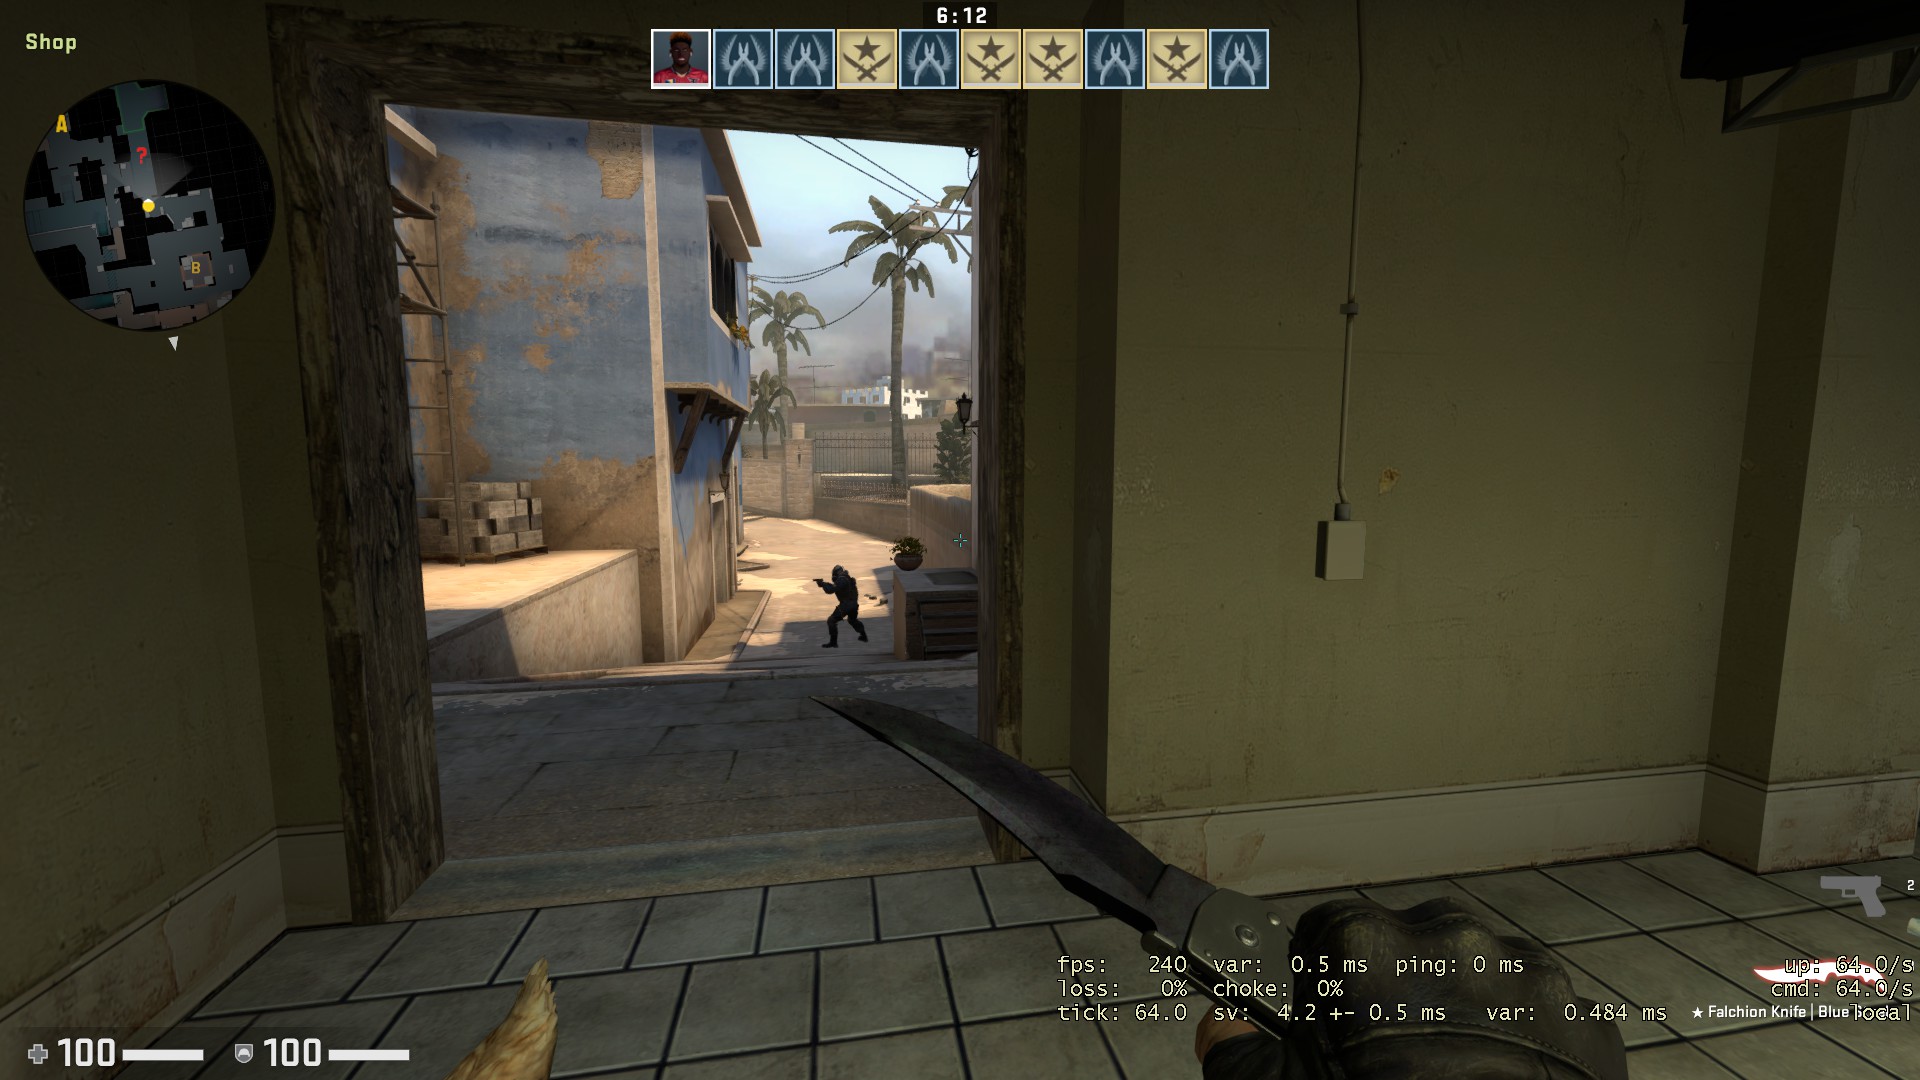 6:12
Shop
A
?
B
2
fps: 240 var: 0.5 ms ping: 0 ms
up: 64.0/s
loss: 0% choke: 0%
cmd: 64.0/s
tick: 64.0 sv: 4.2 +- 0.5 ms var: 0.484 ms
★ Falchion Knife | Blue
local
100
100